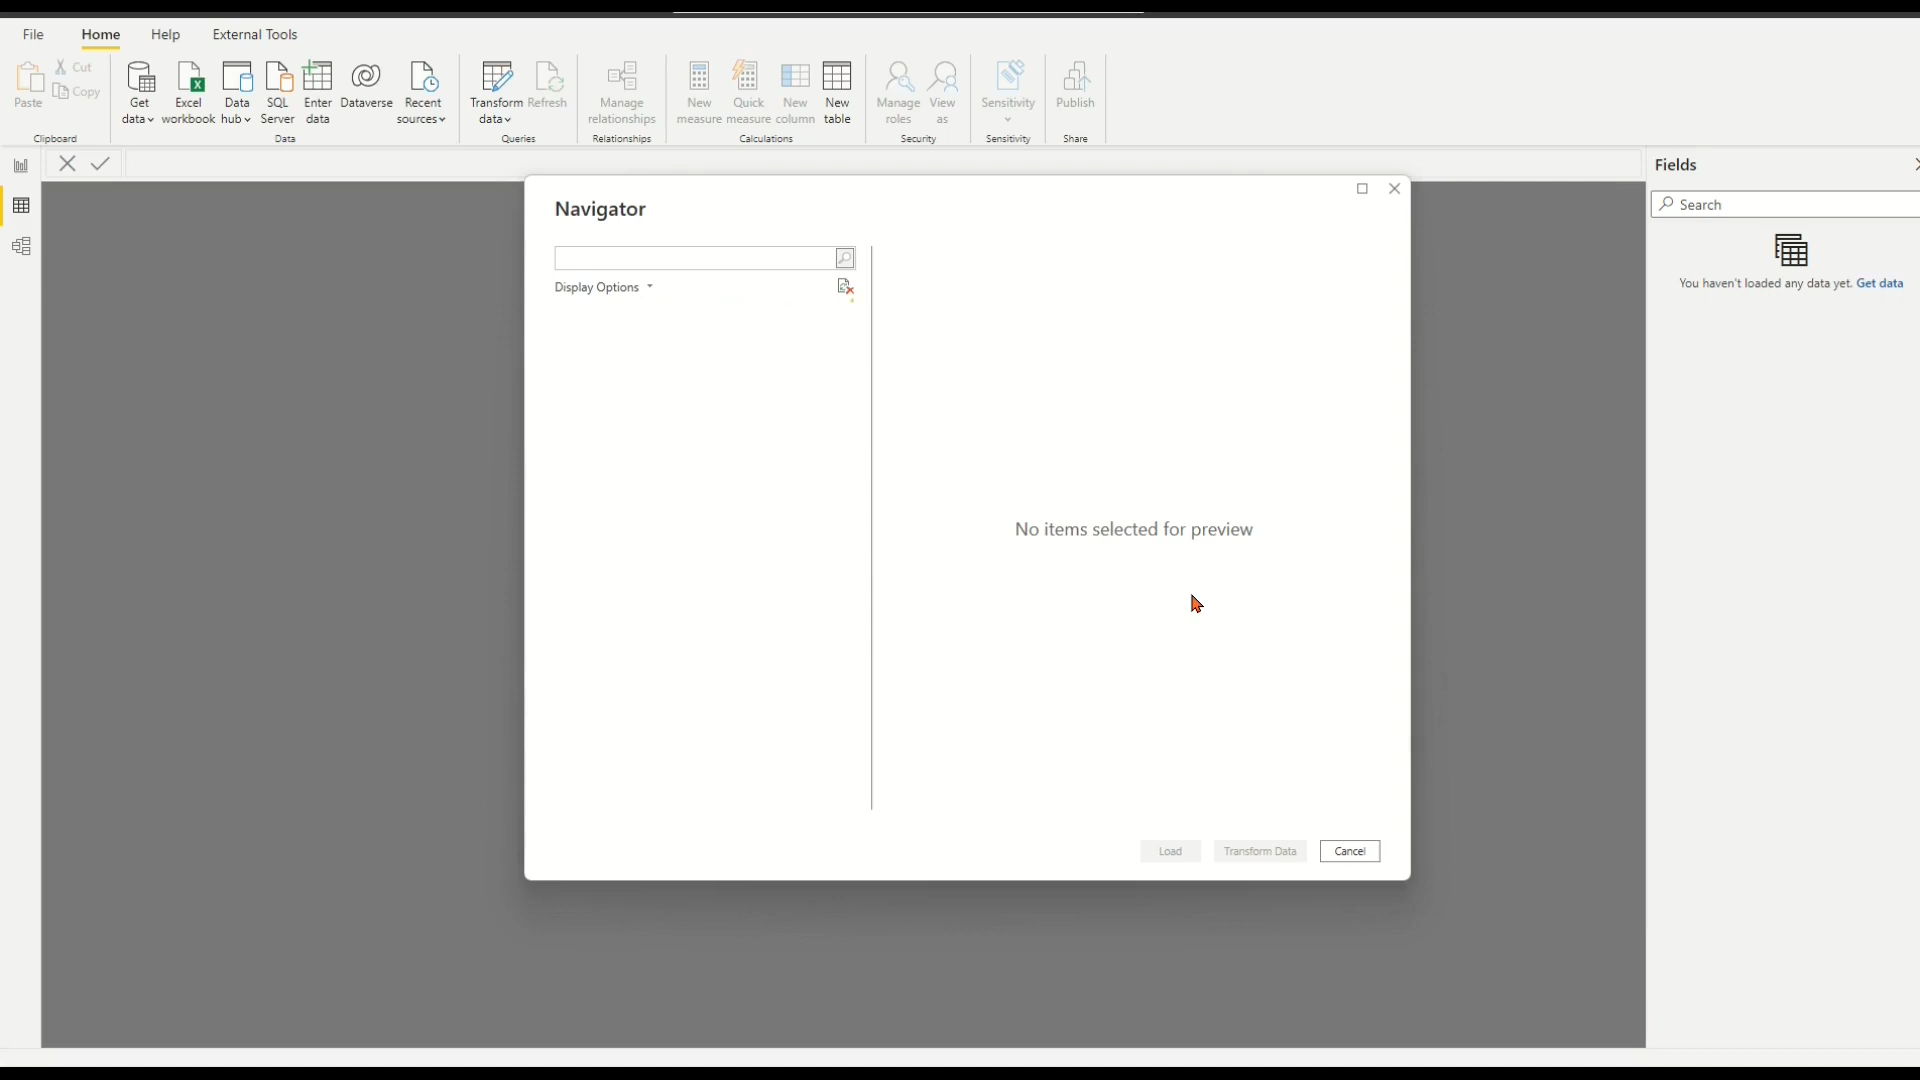 File Home Help External Tools
Paste
Cut
Copy
Clipboard
Get data
Excel workbook
Data hub
SQL Server
Enter data
Dataverse
Recent sources
Data
Transform data
Refresh
Queries
Manage relationships
Relationships
New measure
Quick measure
New column
New table
Calculations
Manage roles
View as
Security
Sensitivity
Sensitivity
Publish
Share
Navigator
Display Options
No items selected for preview
Load Transform Data Cancel
Fields
Search
You haven't loaded any data yet. Get data